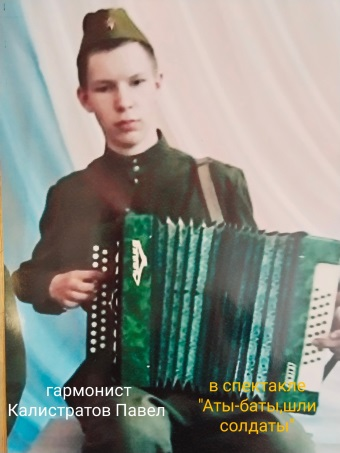 гармонист
Калистратов Павел
в спектакле
"Аты-баты,шли
солдаты"